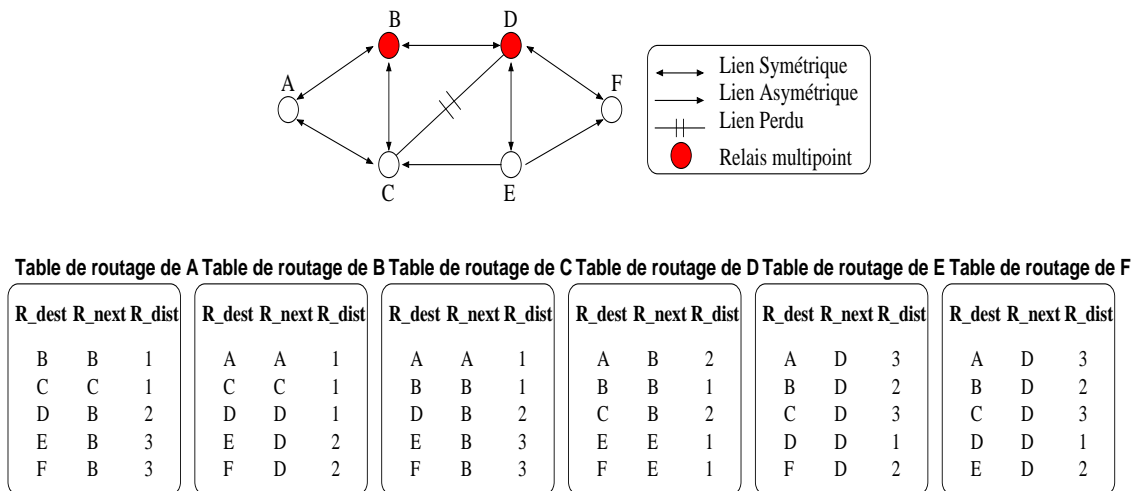 B
D
A
F
C
E
Lien Symétrique
Lien Asymétrique
Lien Perdu
Relais multipoint
Table de routage de A
R_dest R_next R_dist
B B 1
C C 1
D B 2
E B 3
F B 3
Table de routage de B
R_dest R_next R_dist
A A 1
C C 1
D D 1
E D 2
F D 2
Table de routage de C
R_dest R_next R_dist
A A 1
B B 1
D B 2
E B 3
F B 3
Table de routage de D
R_dest R_next R_dist
A B 2
B B 1
C B 2
E E 1
F E 1
Table de routage de E
R_dest R_next R_dist
A D 3
B D 2
C D 3
D D 1
F D 2
Table de routage de F
R_dest R_next R_dist
A D 3
B D 2
C D 3
D D 1
E D 2